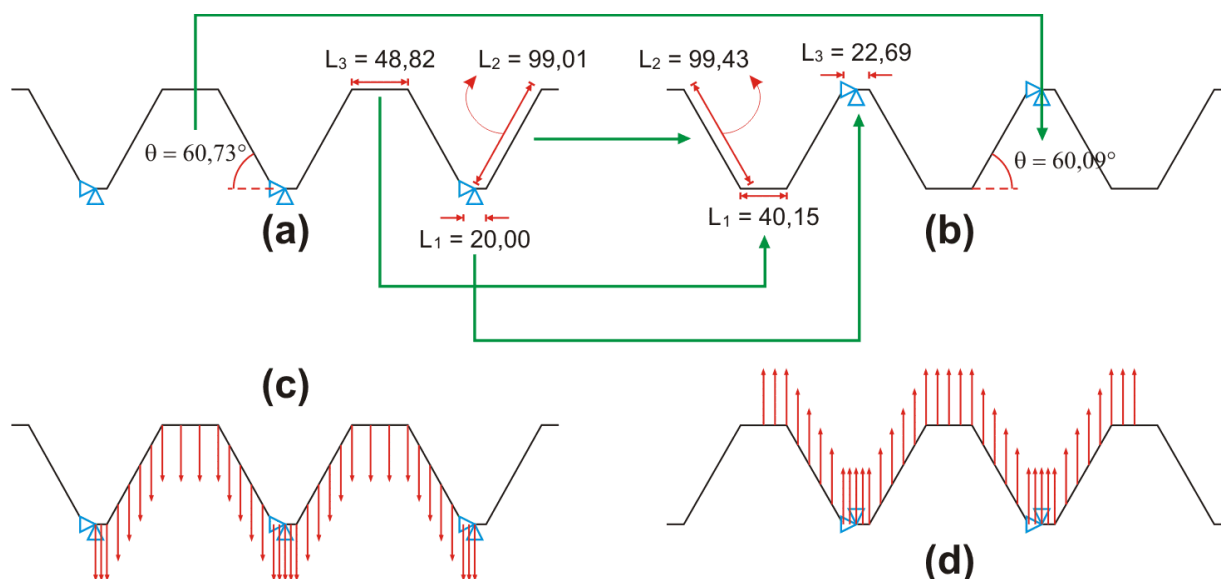 L₃ = 48,82
L₂ = 99,01
L₂ = 99,43
L₃ = 22,69
θ = 60,73°
θ = 60,09°
(a)
L₁ = 20,00
L₁ = 40,15
(b)
(c)
(d)